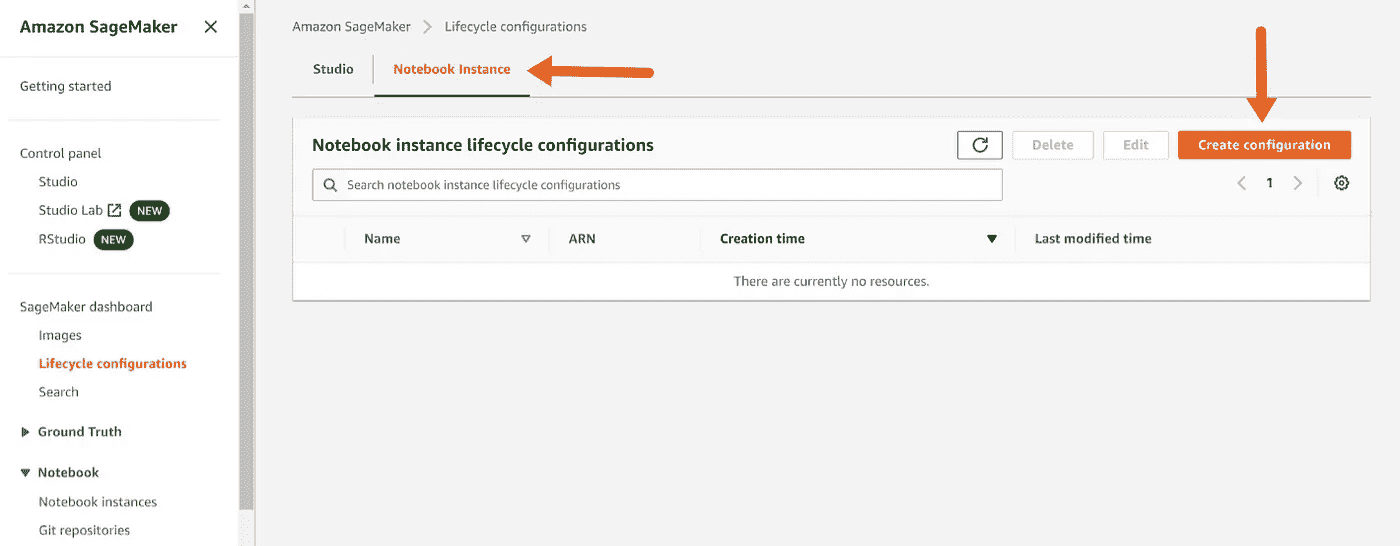 Amazon SageMaker
Getting started
Control panel
Studio
Studio Lab NEW
RStudio NEW
SageMaker dashboard
Images
Lifecycle configurations
Search
Ground Truth
Notebook
Notebook instances
Git repositories
Amazon SageMaker Lifecycle configurations
Studio Notebook Instance
Notebook instance lifecycle configurations Delete Edit Create configuration
Search notebook instance lifecycle configurations 1
Name ARN Creation time Last modified time
There are currently no resources.